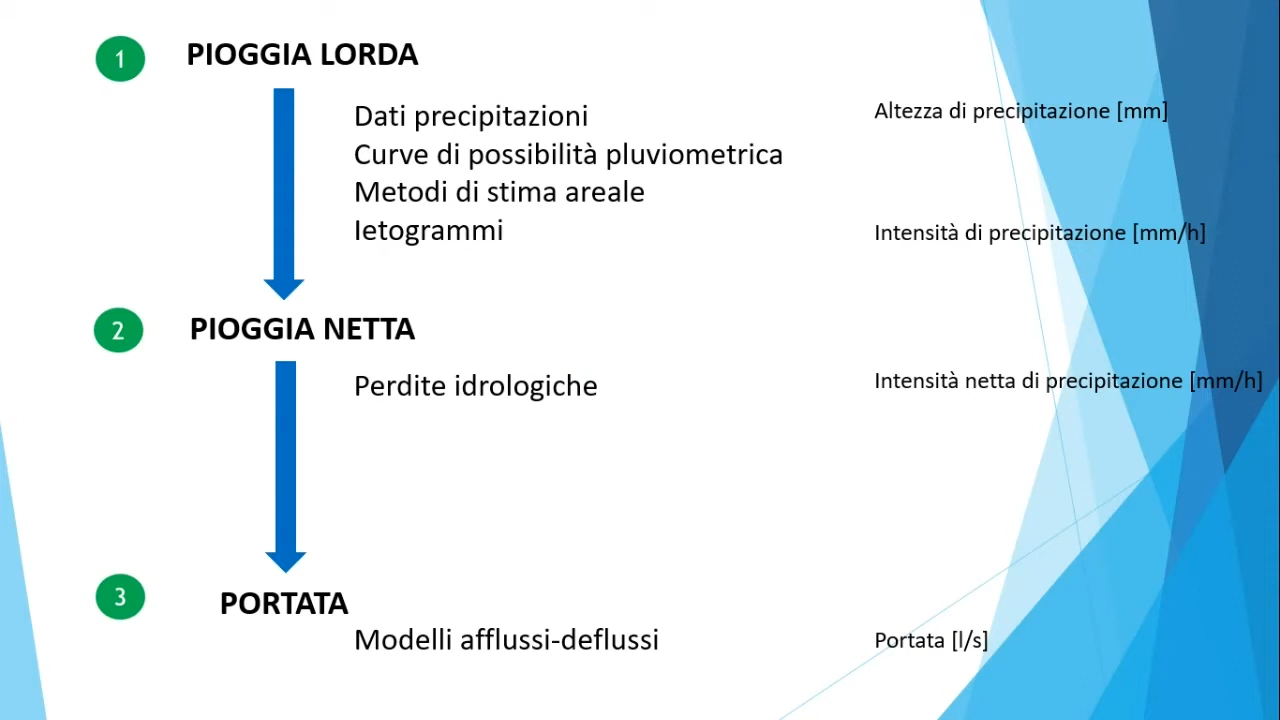 1 PIOGGIA LORDA
Dati precipitazioni
Altezza di precipitazione [mm]
Curve di possibilità pluviometrica
Metodi di stima areale
Ietogrammi
Intensità di precipitazione [mm/h]
2 PIOGGIA NETTA
Perdite idrologiche
Intensità netta di precipitazione [mm/h]
3 PORTATA
Modelli afflussi-deflussi
Portata [l/s]